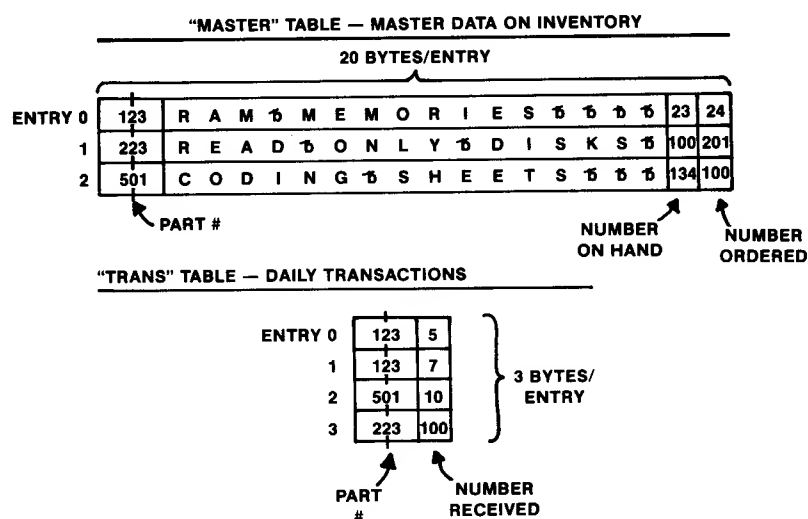 "MASTER" TABLE — MASTER DATA ON INVENTORY
20 BYTES/ENTRY
ENTRY 0 123 R A M ƀ M E M O R I E S ƀ ƀ ƀ ƀ 23 24
1 223 R E A D ƀ O N L Y ƀ D I S K S ƀ 100 201
2 501 C O D I N G ƀ S H E E T S ƀ ƀ ƀ 134 100
PART #
NUMBER
ON HAND
NUMBER
ORDERED
"TRANS" TABLE — DAILY TRANSACTIONS
ENTRY 0 123 5
1 123 7
2 501 10
3 223 100
3 BYTES/
ENTRY
PART
#
NUMBER
RECEIVED